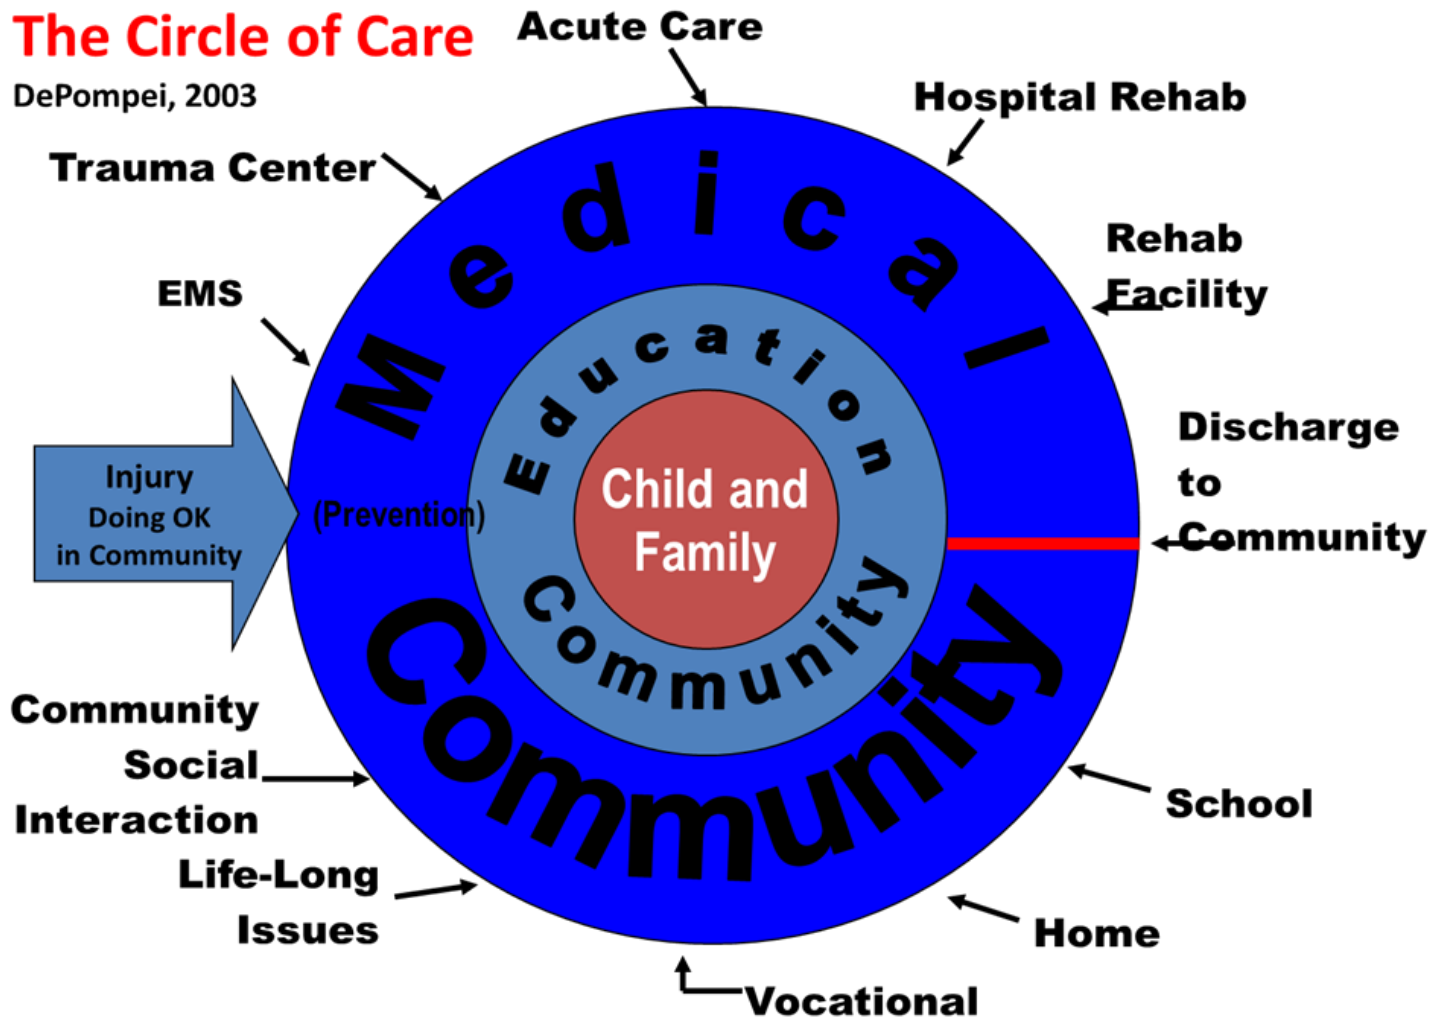 The Circle of Care
DePompei, 2003
Acute Care
Hospital Rehab
Trauma Center
Rehab
Facility
EMS
Discharge
to
Community
Injury
Doing OK
in Community
(Prevention)
Medical
Education
Child and
Family
Community
Community
Community
Social
Interaction
Life-Long
Issues
School
Home
Vocational